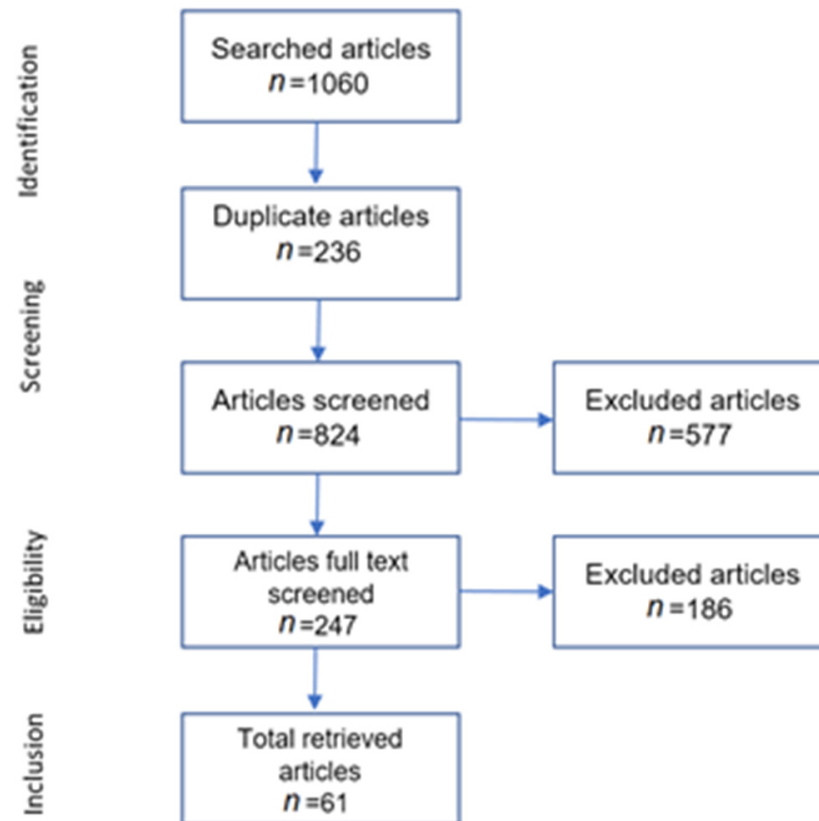 Identification
Searched articles
n=1060
Duplicate articles
n=236
Screening
Articles screened
n=824
Excluded articles
n=577
Eligibility
Articles full text
screened
n=247
Excluded articles
n=186
Inclusion
Total retrieved
articles
n=61